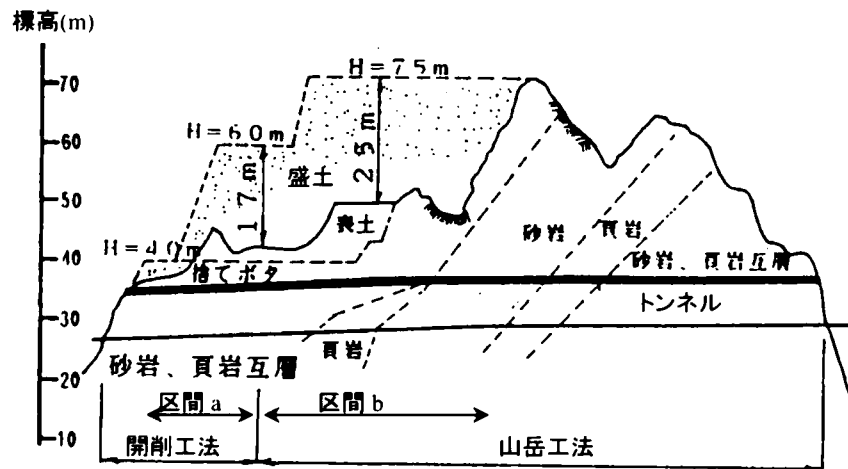 標高(m)
70
60
50
40
30
20
10
H=75m
H=60m
H=40m
25m
17m
盛土
表土
捨てボタ
砂岩
頁岩
砂岩、頁岩互層
トンネル
頁岩
砂岩、頁岩互層
区間a
区間b
開削工法
山岳工法